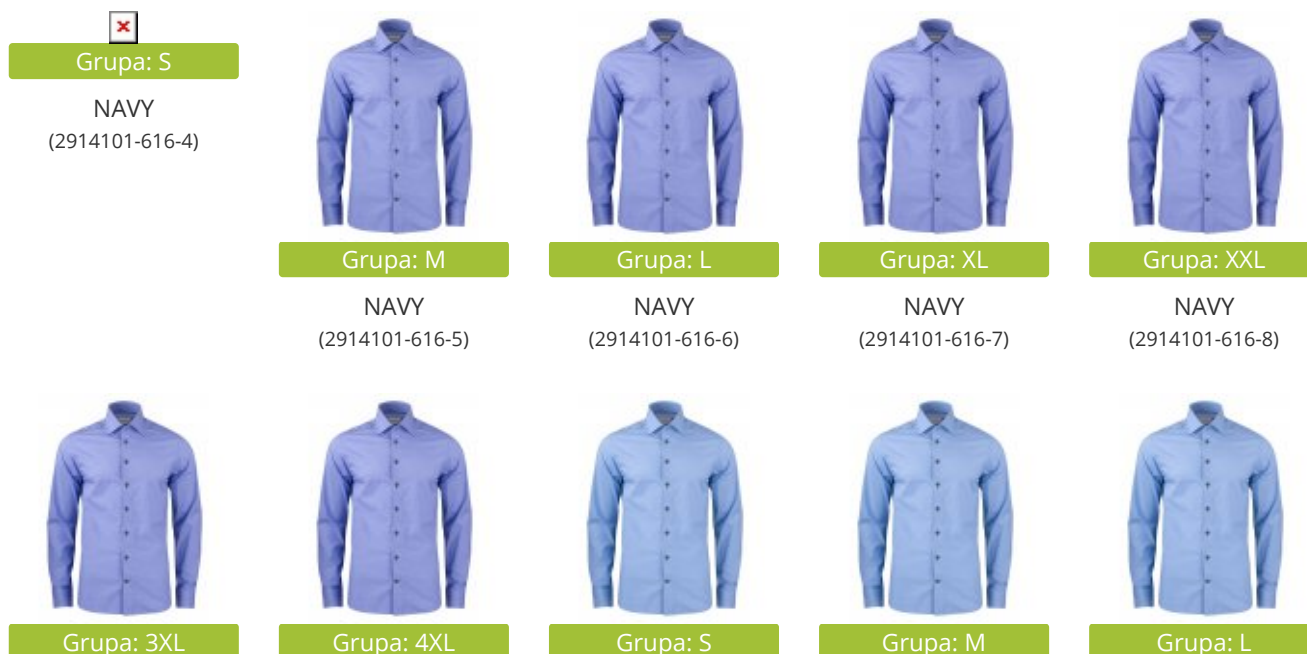 Grupa: S
NAVY
(2914101-616-4)
Grupa: M
NAVY
(2914101-616-5)
Grupa: L
NAVY
(2914101-616-6)
Grupa: XL
NAVY
(2914101-616-7)
Grupa: XXL
NAVY
(2914101-616-8)
Grupa: 3XL
Grupa: 4XL
Grupa: S
Grupa: M
Grupa: L